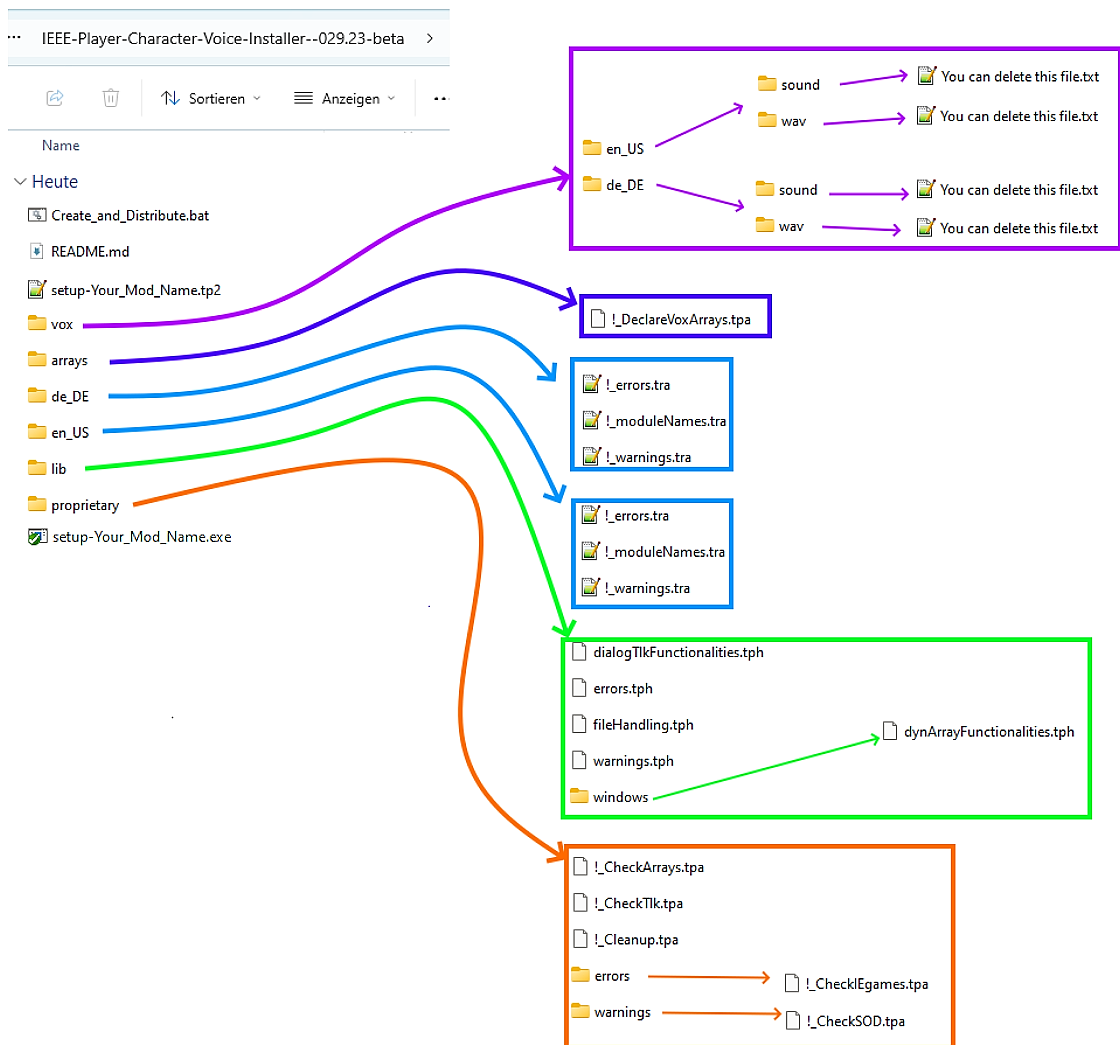 IEEE-Player-Character-Voice-Installer--029.23-beta
Sortieren
Anzeigen
Name
Heute
Create_and_Distribute.bat
README.md
setup-Your_Mod_Name.tp2
vox
arrays
de_DE
en_US
lib
proprietary
setup-Your_Mod_Name.exe
en_US
de_DE
sound
You can delete this file.txt
wav
You can delete this file.txt
sound
You can delete this file.txt
wav
You can delete this file.txt
!_DeclareVoxArrays.tpa
!_errors.tra
!_moduleNames.tra
!_warnings.tra
!_errors.tra
!_moduleNames.tra
!_warnings.tra
dialogTlkFunctionalities.tph
errors.tph
fileHandling.tph
warnings.tph
windows
dynArrayFunctionalities.tph
!_CheckArrays.tpa
!_CheckTlk.tpa
!_Cleanup.tpa
errors
!_CheckIEgames.tpa
warnings
!_CheckSOD.tpa